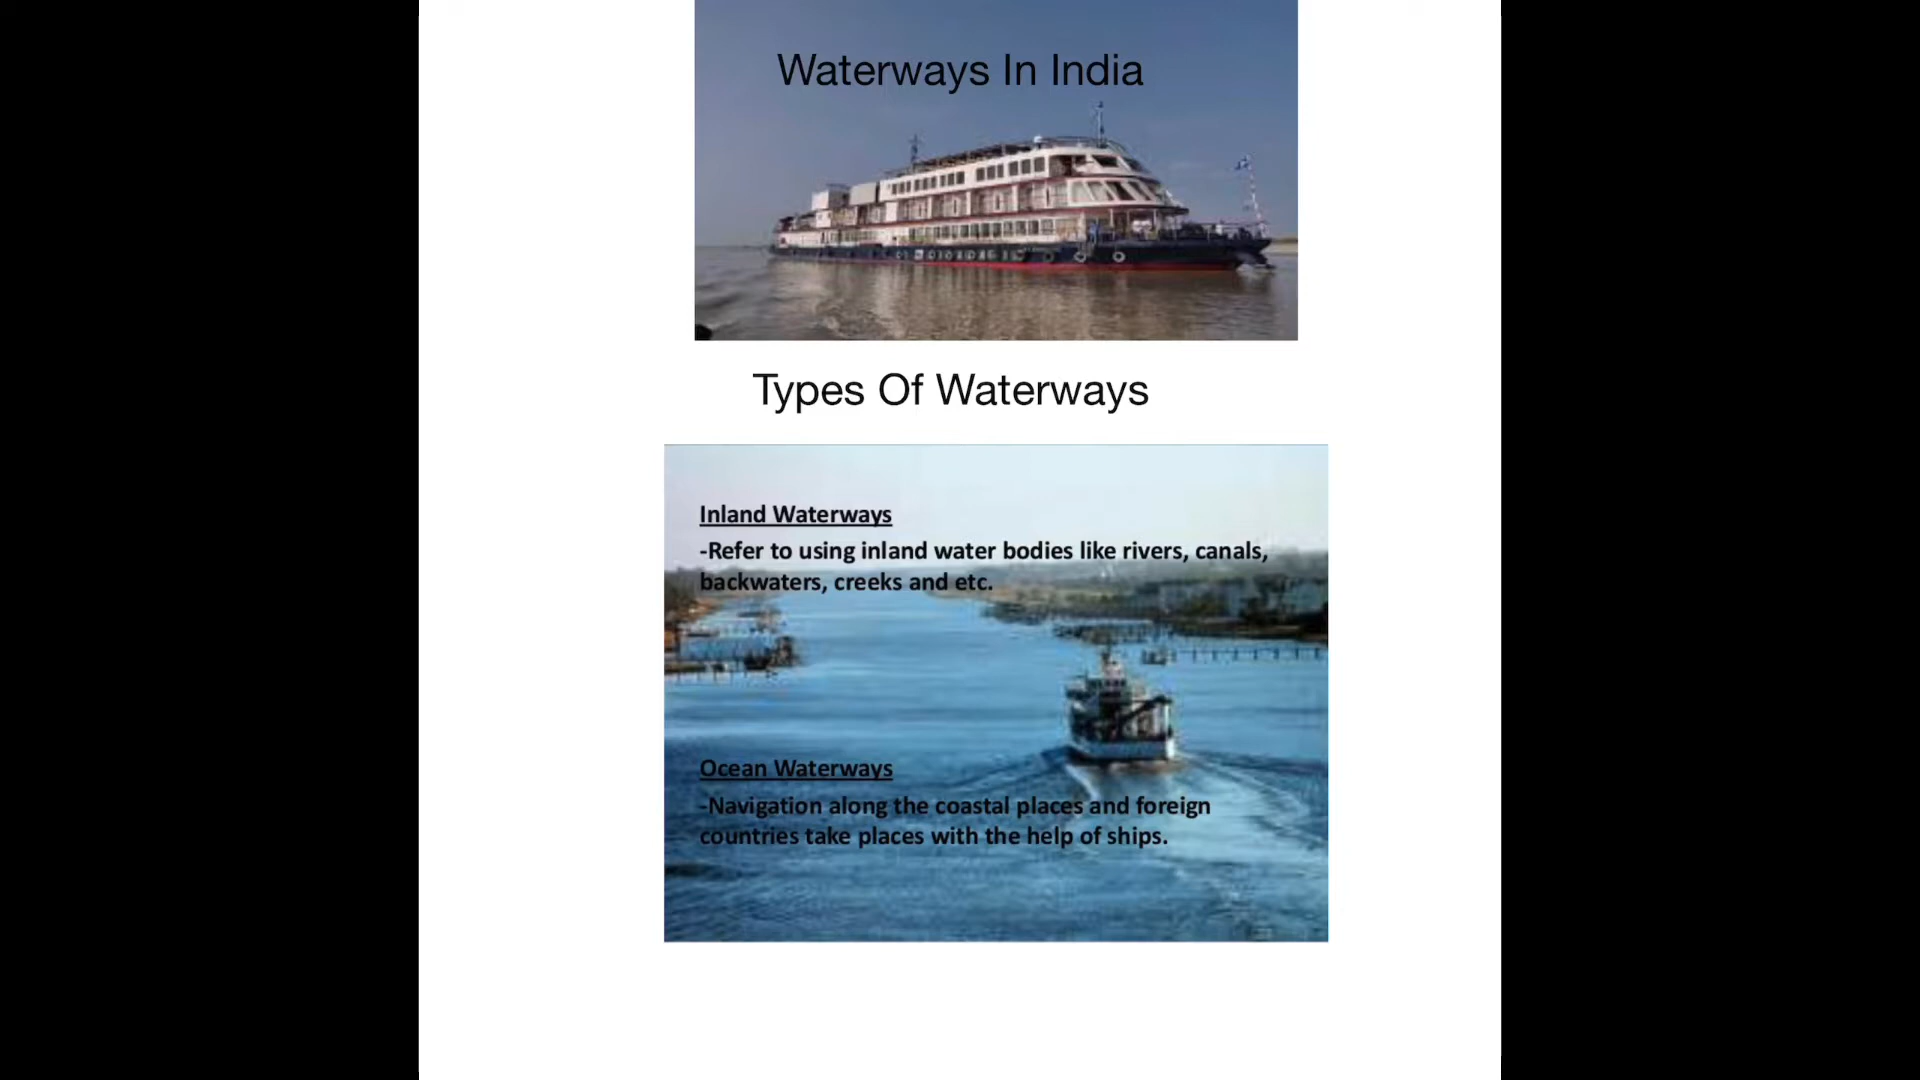 Waterways In India
Types Of Waterways
Inland Waterways
-Refer to using inland water bodies like rivers, canals,
backwaters, creeks and etc.
Ocean Waterways
-Navigation along the coastal places and foreign
countries take places with the help of ships.